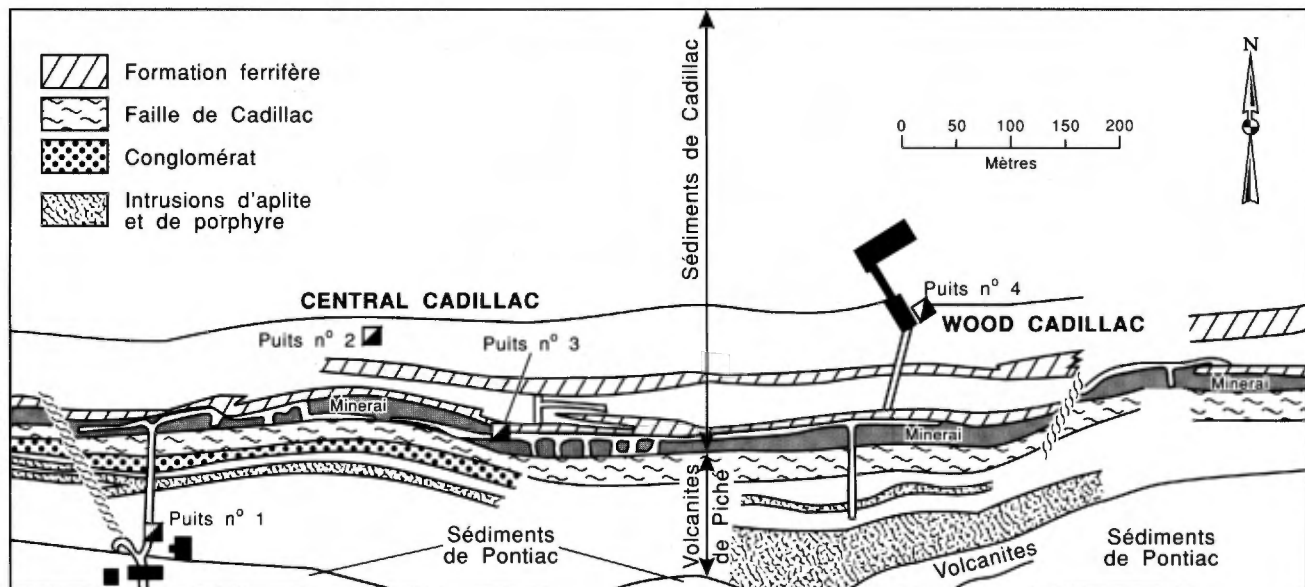 Formation ferrifère
Faille de Cadillac
Conglomérat
Intrusions d'aplite
et de porphyre
Sédiments de Cadillac
N
0 50 100 150 200
Mètres
CENTRAL CADILLAC
Puits nº 2
Puits nº 3
Puits nº 4
WOOD CADILLAC
Minerai
Minerai
Minerai
Puits nº 1
Sédiments
de Pontiac
Volcanites
de Piché
Volcanites
Sédiments
de Pontiac